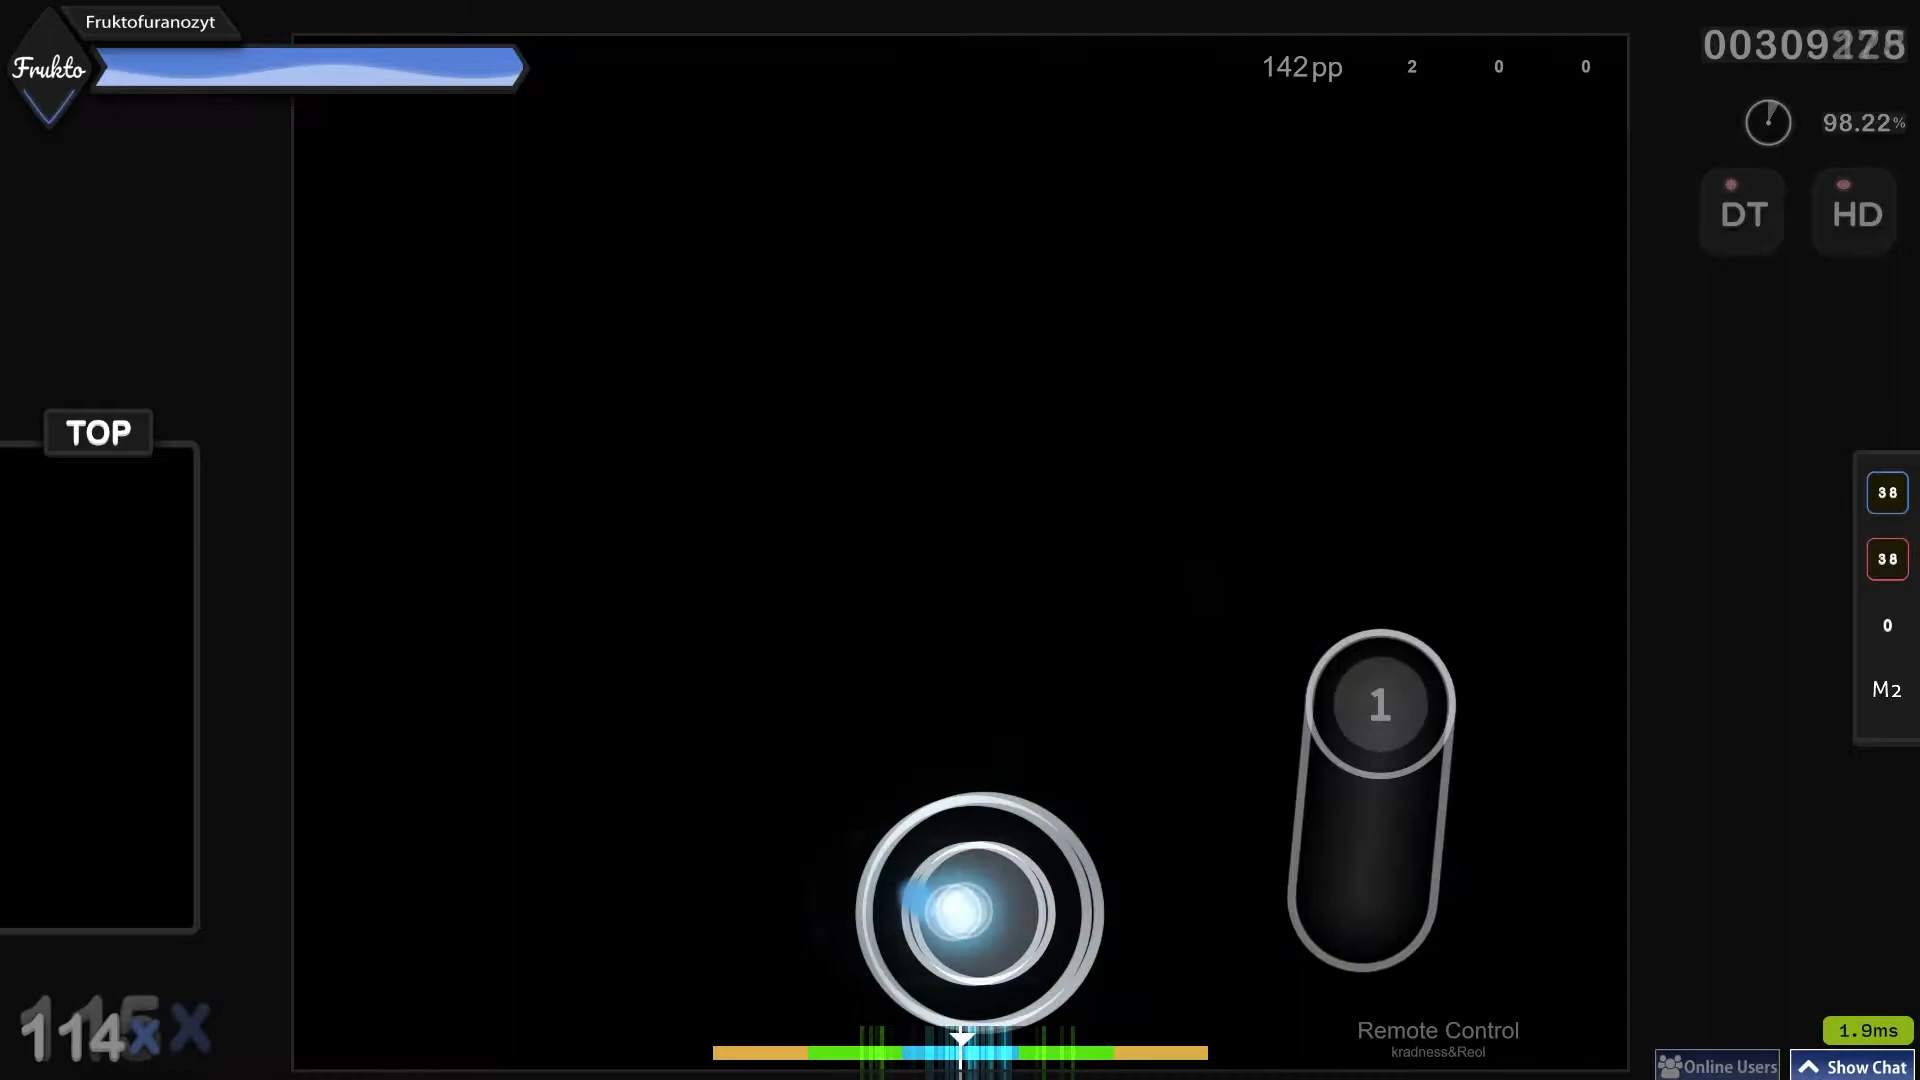 Fruktofuranozyt
Frukto
142pp 2 0 0
98.22%
DT HD
TOP
38
38
0
M2
1
114x
Remote Control
kradness&Reol
1.9ms
Online Users Show Chat